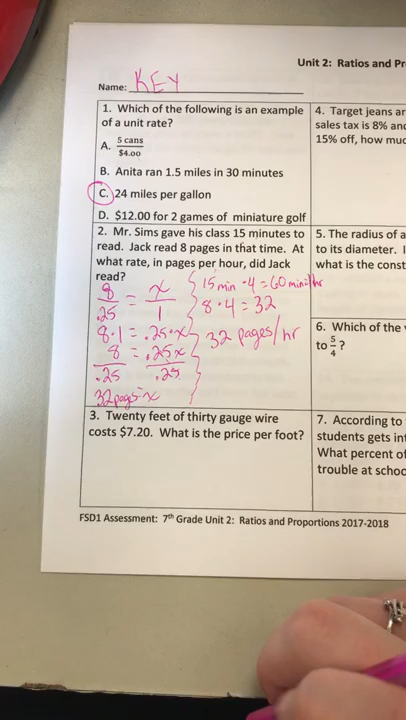 Unit 2: Ratios and Pr
Name: KEY
1. Which of the following is an example
of a unit rate?
A. 5 cans
$4.00
B. Anita ran 1.5 miles in 30 minutes
C. 24 miles per gallon
D. $12.00 for 2 games of miniature golf
4. Target jeans ar
sales tax is 8% and
15% off, how muc
2. Mr. Sims gave his class 15 minutes to
read. Jack read 8 pages in that time. At
what rate, in pages per hour, did Jack
read?
8/.25 = x/1
8·1 = .25·x
8/.25 = .25x/.25
32 pages = x
15 min · 4 = 60 min
8 · 4 = 32
32 pages/hr
5. The radius of a
to its diameter. I
what is the const
6. Which of the
to 5/4?
3. Twenty feet of thirty gauge wire
costs $7.20. What is the price per foot?
7. According to
students gets int
What percent of
trouble at schoo
FSD1 Assessment: 7th Grade Unit 2: Ratios and Proportions 2017-2018